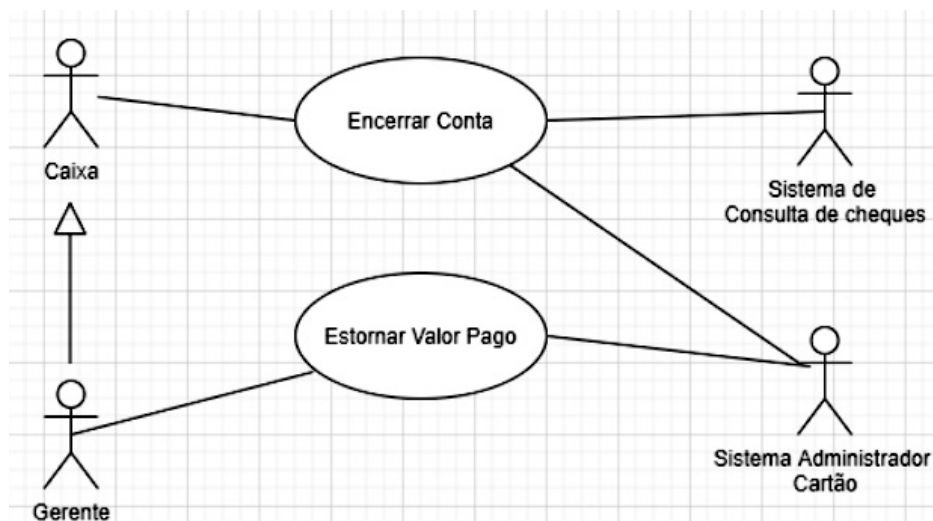 Encerrar Conta
Caixa
Sistema de
Consulta de cheques
Estornar Valor Pago
Sistema Administrador
Cartão
Gerente